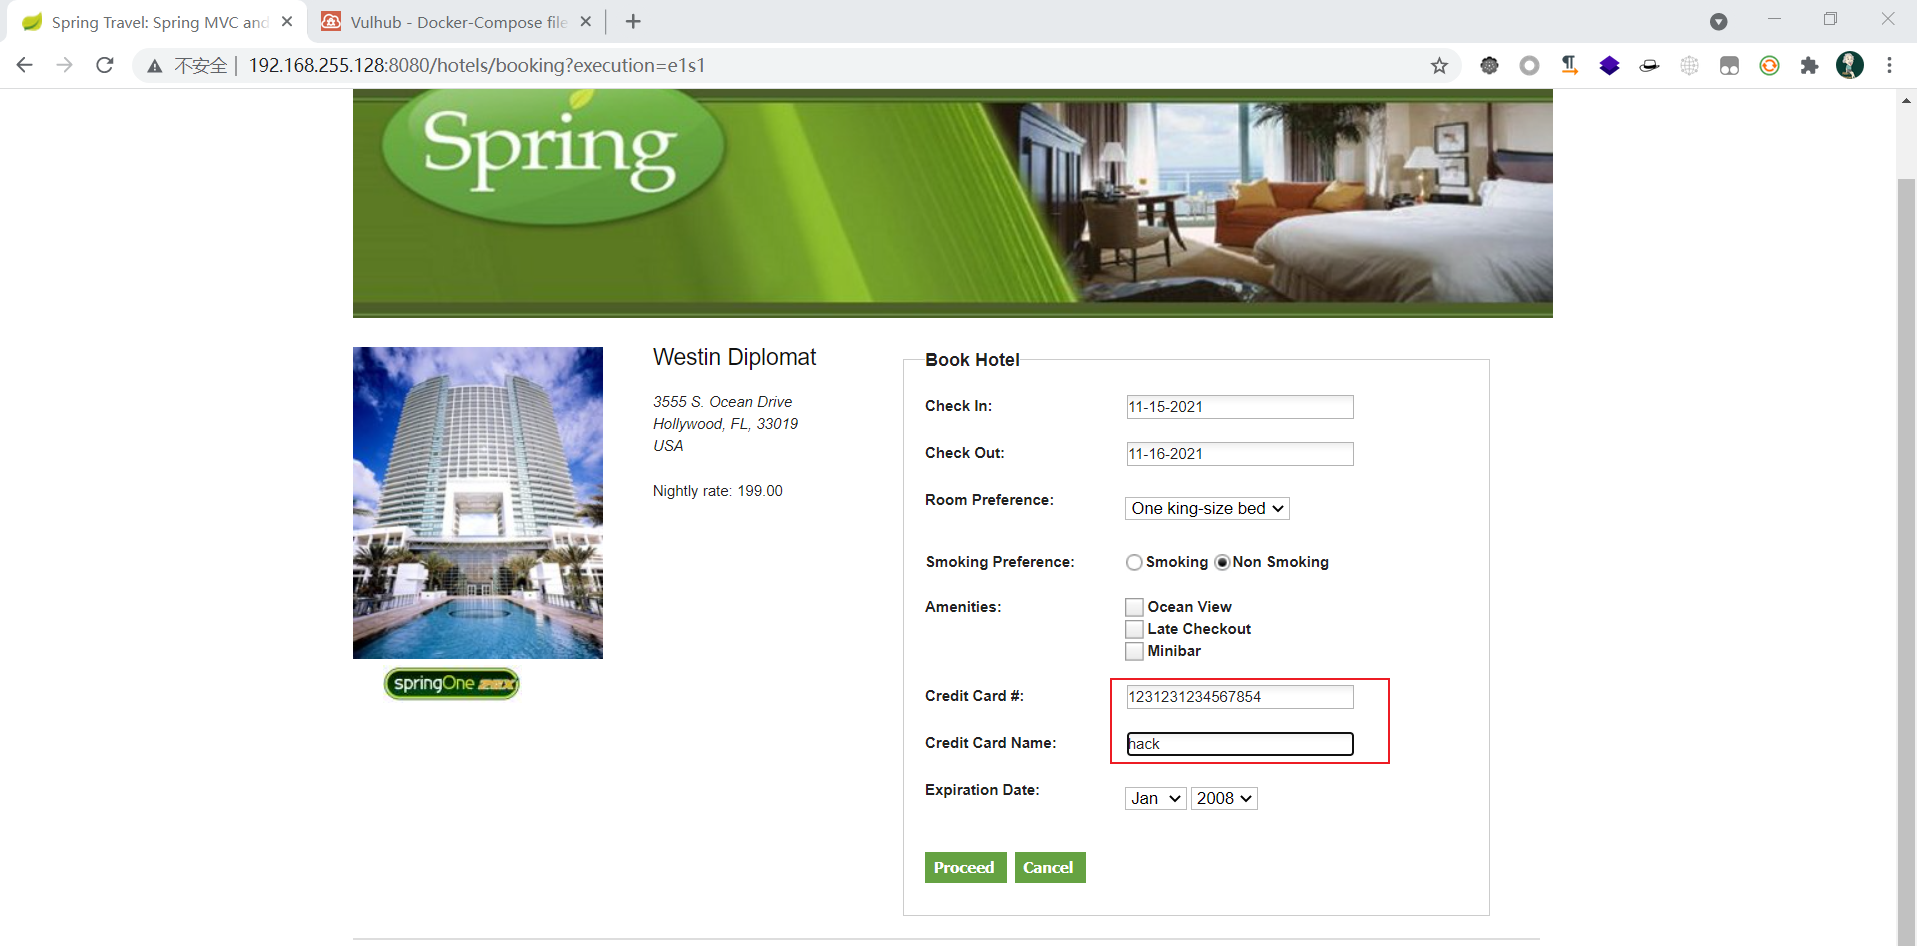 Spring Travel: Spring MVC and
Vulhub - Docker-Compose file
不安全 | 192.168.255.128:8080/hotels/booking?execution=e1s1
Spring
Westin Diplomat
3555 S. Ocean Drive
Hollywood, FL, 33019
USA
Nightly rate: 199.00
springOne 2GX
Book Hotel
Check In: 11-15-2021
Check Out: 11-16-2021
Room Preference: One king-size bed
Smoking Preference: Smoking Non Smoking
Amenities: Ocean View
Late Checkout
Minibar
Credit Card #: 1231231234567854
Credit Card Name: hack
Expiration Date: Jan 2008
Proceed Cancel